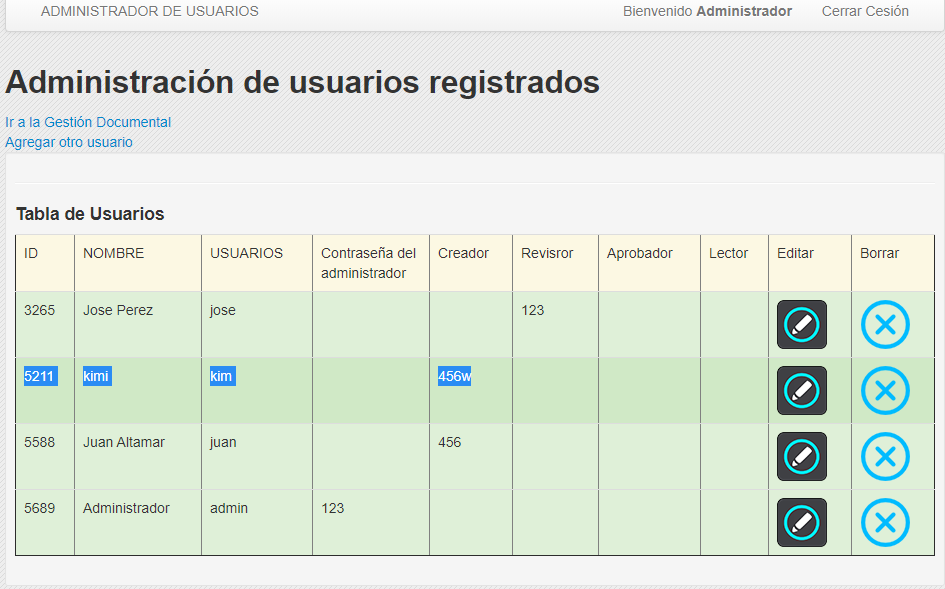 ADMINISTRADOR DE USUARIOS Bienvenido Administrador Cerrar Cesión
Administración de usuarios registrados
Ir a la Gestión Documental
Agregar otro usuario
Tabla de Usuarios
ID NOMBRE USUARIOS Contraseña del administrador Creador Revisror Aprobador Lector Editar Borrar
3265 Jose Perez jose 123
5211 kimi kim 456w
5588 Juan Altamar juan 456
5689 Administrador admin 123